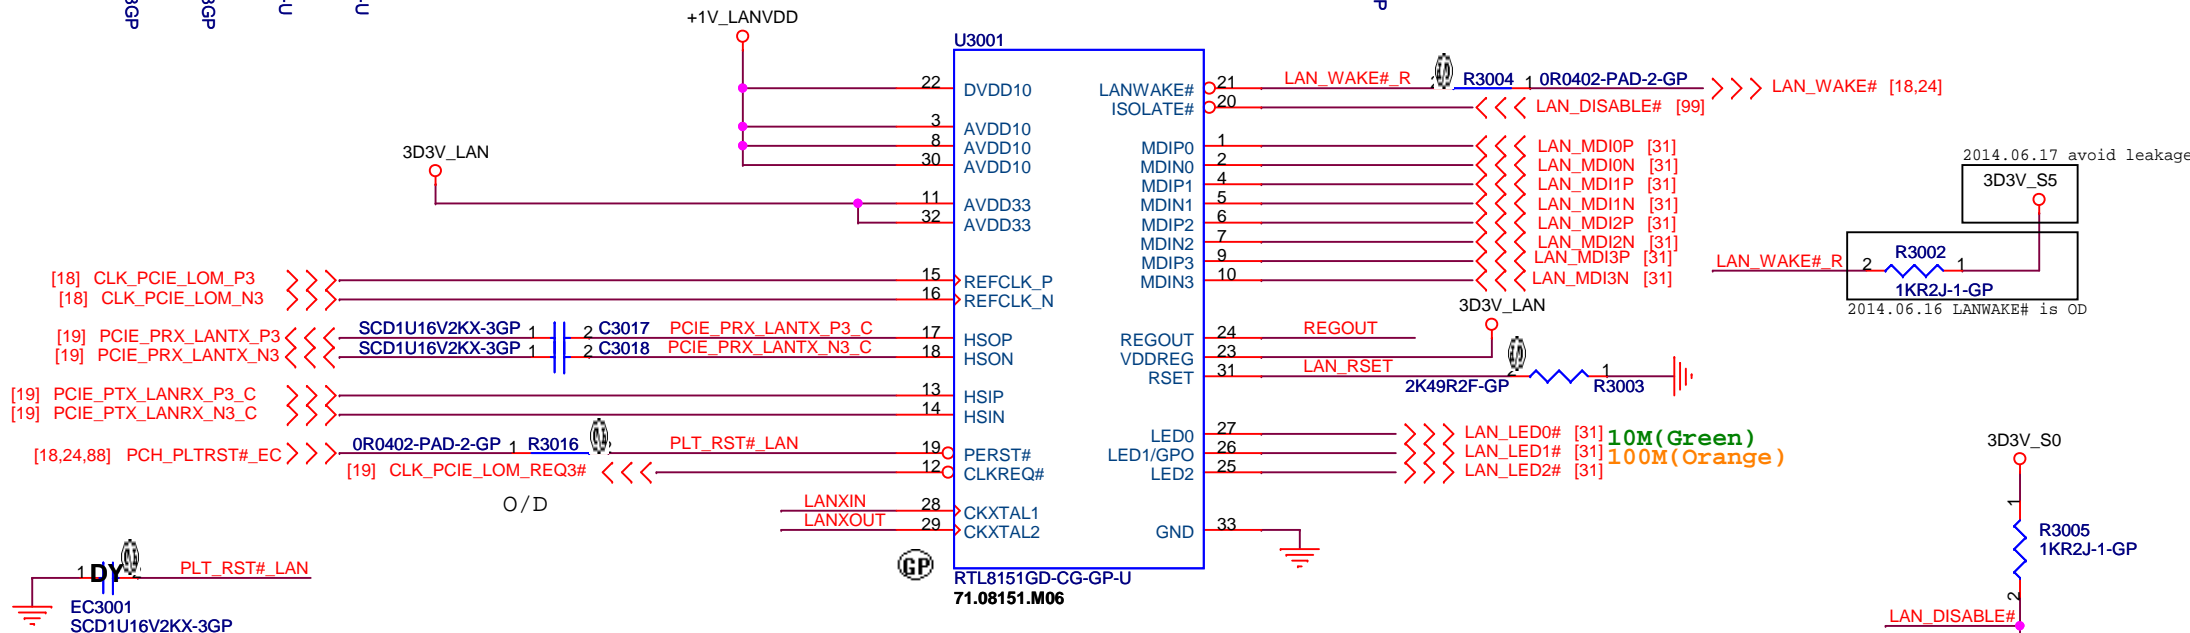 3GP
3GP
-U
-U
P
+1V_LANVDD
U3001
22 DVDD10
3 AVDD10
8 AVDD10
30 AVDD10
3D3V_LAN
11 AVDD33
32 AVDD33
[18] CLK_PCIE_LOM_P3 15 REFCLK_P
[18] CLK_PCIE_LOM_N3 16 REFCLK_N
[19] PCIE_PRX_LANTX_P3 SCD1U16V2KX-3GP 1 2 C3017 PCIE_PRX_LANTX_P3_C 17 HSOP
[19] PCIE_PRX_LANTX_N3 SCD1U16V2KX-3GP 1 2 C3018 PCIE_PRX_LANTX_N3_C 18 HSON
[19] PCIE_PTX_LANRX_P3_C 13 HSIP
[19] PCIE_PTX_LANRX_N3_C 14 HSIN
[18,24,88] PCH_PLTRST#_EC 0R0402-PAD-2-GP 1 R3016 PLT_RST#_LAN 19 PERST#
[19] CLK_PCIE_LOM_REQ3# 12 CLKREQ#
O/D
LANXIN 28 CKXTAL1
LANXOUT 29 CKXTAL2
GP
RTL8151GD-CG-GP-U
71.08151.M06
1 DY 2 PLT_RST#_LAN
EC3001
SCD1U16V2KX-3GP
LANWAKE# 21 LAN_WAKE#_R R3004 1 0R0402-PAD-2-GP LAN_WAKE# [18,24]
ISOLATE# 20 LAN_DISABLE# [99]
MDIP0 1 LAN_MDI0P [31]
MDIN0 2 LAN_MDI0N [31]
MDIP1 4 LAN_MDI1P [31]
MDIN1 5 LAN_MDI1N [31]
MDIP2 6 LAN_MDI2P [31]
MDIN2 7 LAN_MDI2N [31]
MDIP3 9 LAN_MDI3P [31]
MDIN3 10 LAN_MDI3N [31]
3D3V_LAN
REGOUT 24 REGOUT
VDDREG 23
RSET 31 LAN_RSET 2 1
2K49R2F-GP R3003
LED0 27 LAN_LED0# [31] 10M(Green)
LED1/GPO 26 LAN_LED1# [31] 100M(Orange)
LED2 25 LAN_LED2# [31]
GND 33
2014.06.17 avoid leakage
3D3V_S5
LAN_WAKE#_R 2 R3002 1
1KR2J-1-GP
2014.06.16 LANWAKE# is OD
3D3V_S0
1
R3005
1KR2J-1-GP
2
LAN_DISABLE#